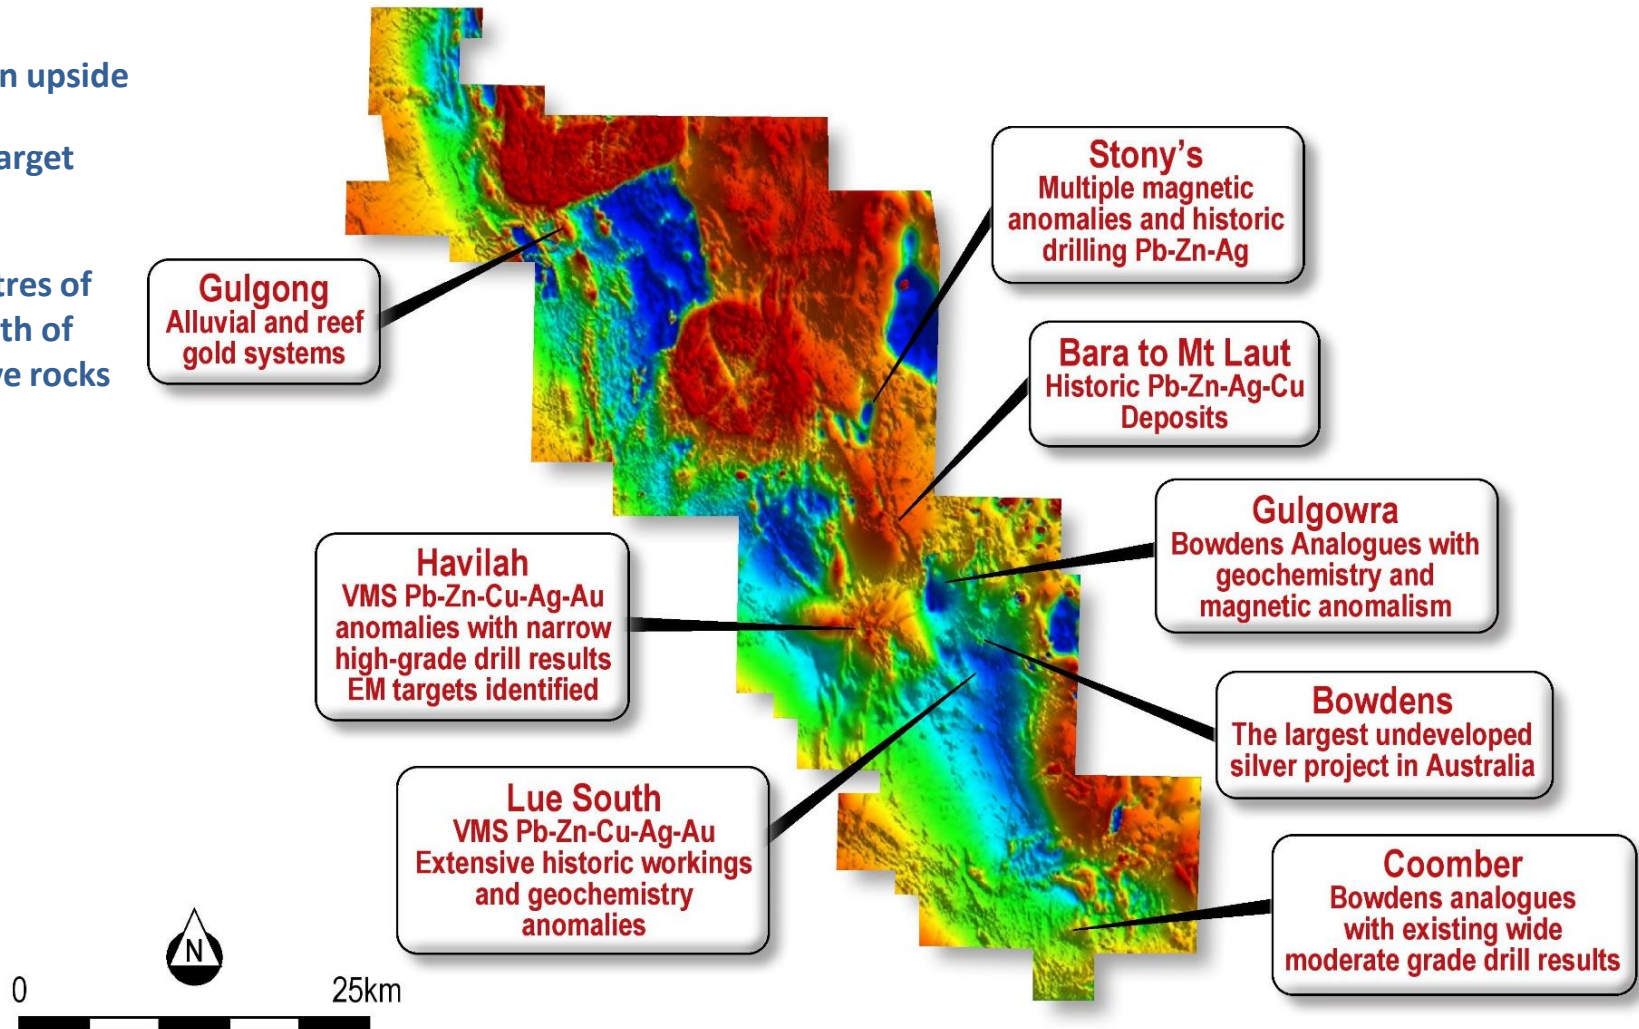 n upside
arget
tres of
th of
ve rocks
Gulgong
Alluvial and reef
gold systems
Stony's
Multiple magnetic
anomalies and historic
drilling Pb-Zn-Ag
Bara to Mt Laut
Historic Pb-Zn-Ag-Cu
Deposits
Gulgowra
Bowdens Analogues with
geochemistry and
magnetic anomalism
Havilah
VMS Pb-Zn-Cu-Ag-Au
anomalies with narrow
high-grade drill results
EM targets identified
Bowdens
The largest undeveloped
silver project in Australia
Lue South
VMS Pb-Zn-Cu-Ag-Au
Extensive historic workings
and geochemistry
anomalies
Coomber
Bowdens analogues
with existing wide
moderate grade drill results
N
0 25km